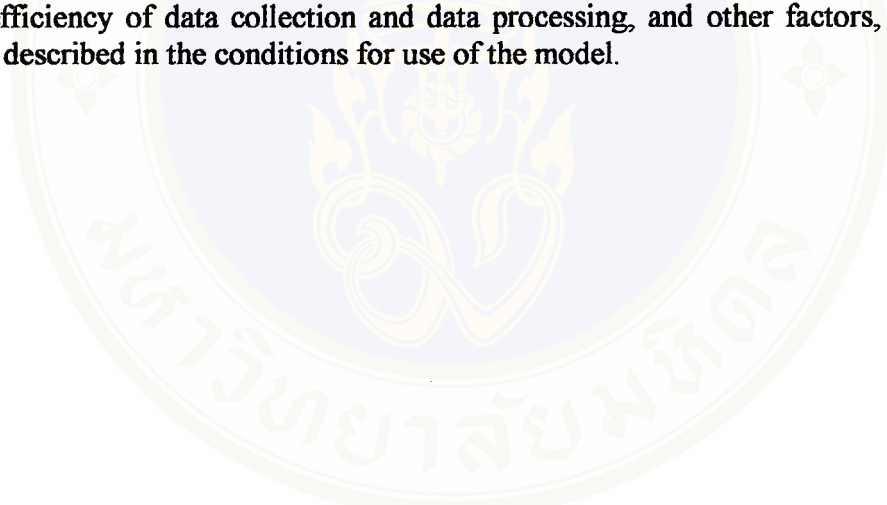 fficiency of data collection and data processing, and other factors,
described in the conditions for use of the model.
มหาวิทยาลัยมหิดล